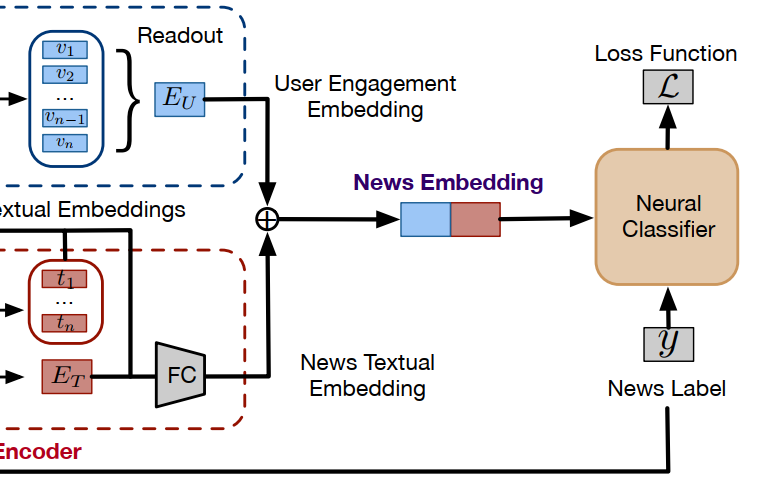 Readout
v1
v2
...
vn−1
vn
EU
User Engagement
Embedding
Loss Function
ℒ
News Embedding
Neural
Classifier
extual Embeddings
⊕
t1
...
tn
ET
FC
News Textual
Embedding
y
News Label
Encoder